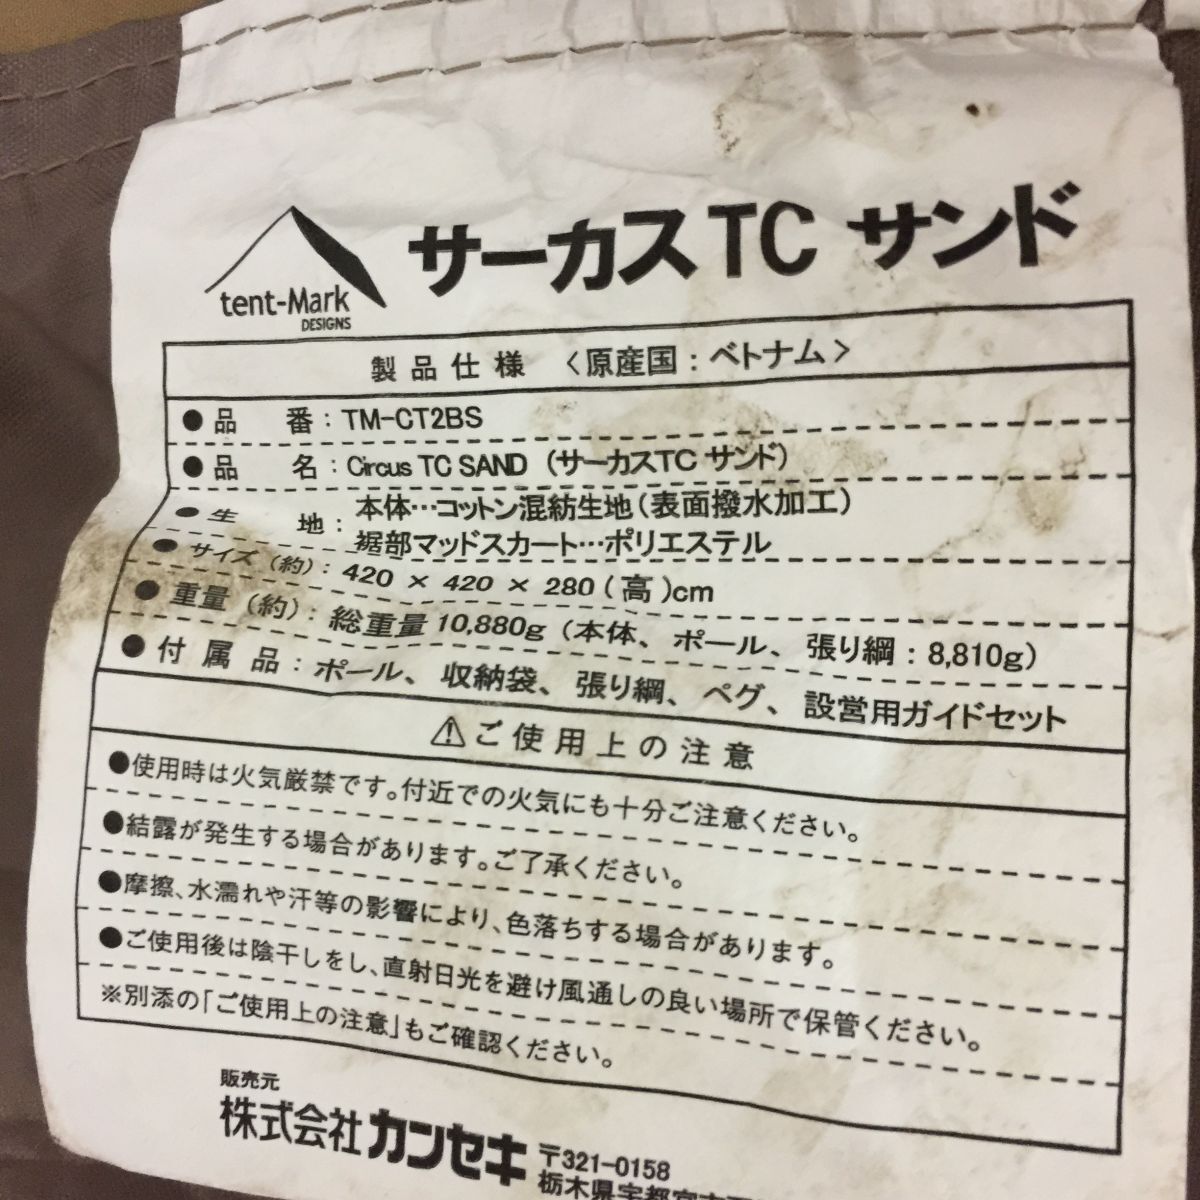 tent-Mark
DESIGNS
サーカスTC サンド
製品仕様 〈原産国：ベトナム〉
●品　番：TM-CT2BS
●品　名：Circus TC SAND（サーカスTC サンド）
●生　地：本体…コットン混紡生地（表面撥水加工）
裾部マッドスカート…ポリエステル
●サイズ（約）：420 × 420 × 280（高）cm
●重量（約）：総重量 10,880g（本体、ポール、張り綱：8,810g）
●付属品：ポール、収納袋、張り綱、ペグ、設営用ガイドセット
⚠ご使用上の注意
●使用時は火気厳禁です。付近での火気にも十分ご注意ください。
●結露が発生する場合があります。ご了承ください。
●摩擦、水濡れや汗等の影響により、色落ちする場合があります。
●ご使用後は陰干しをし、直射日光を避け風通しの良い場所で保管ください。
※別添の「ご使用上の注意」もご確認ください。
販売元
株式会社カンセキ 〒321-0158
栃木県宇都宮市